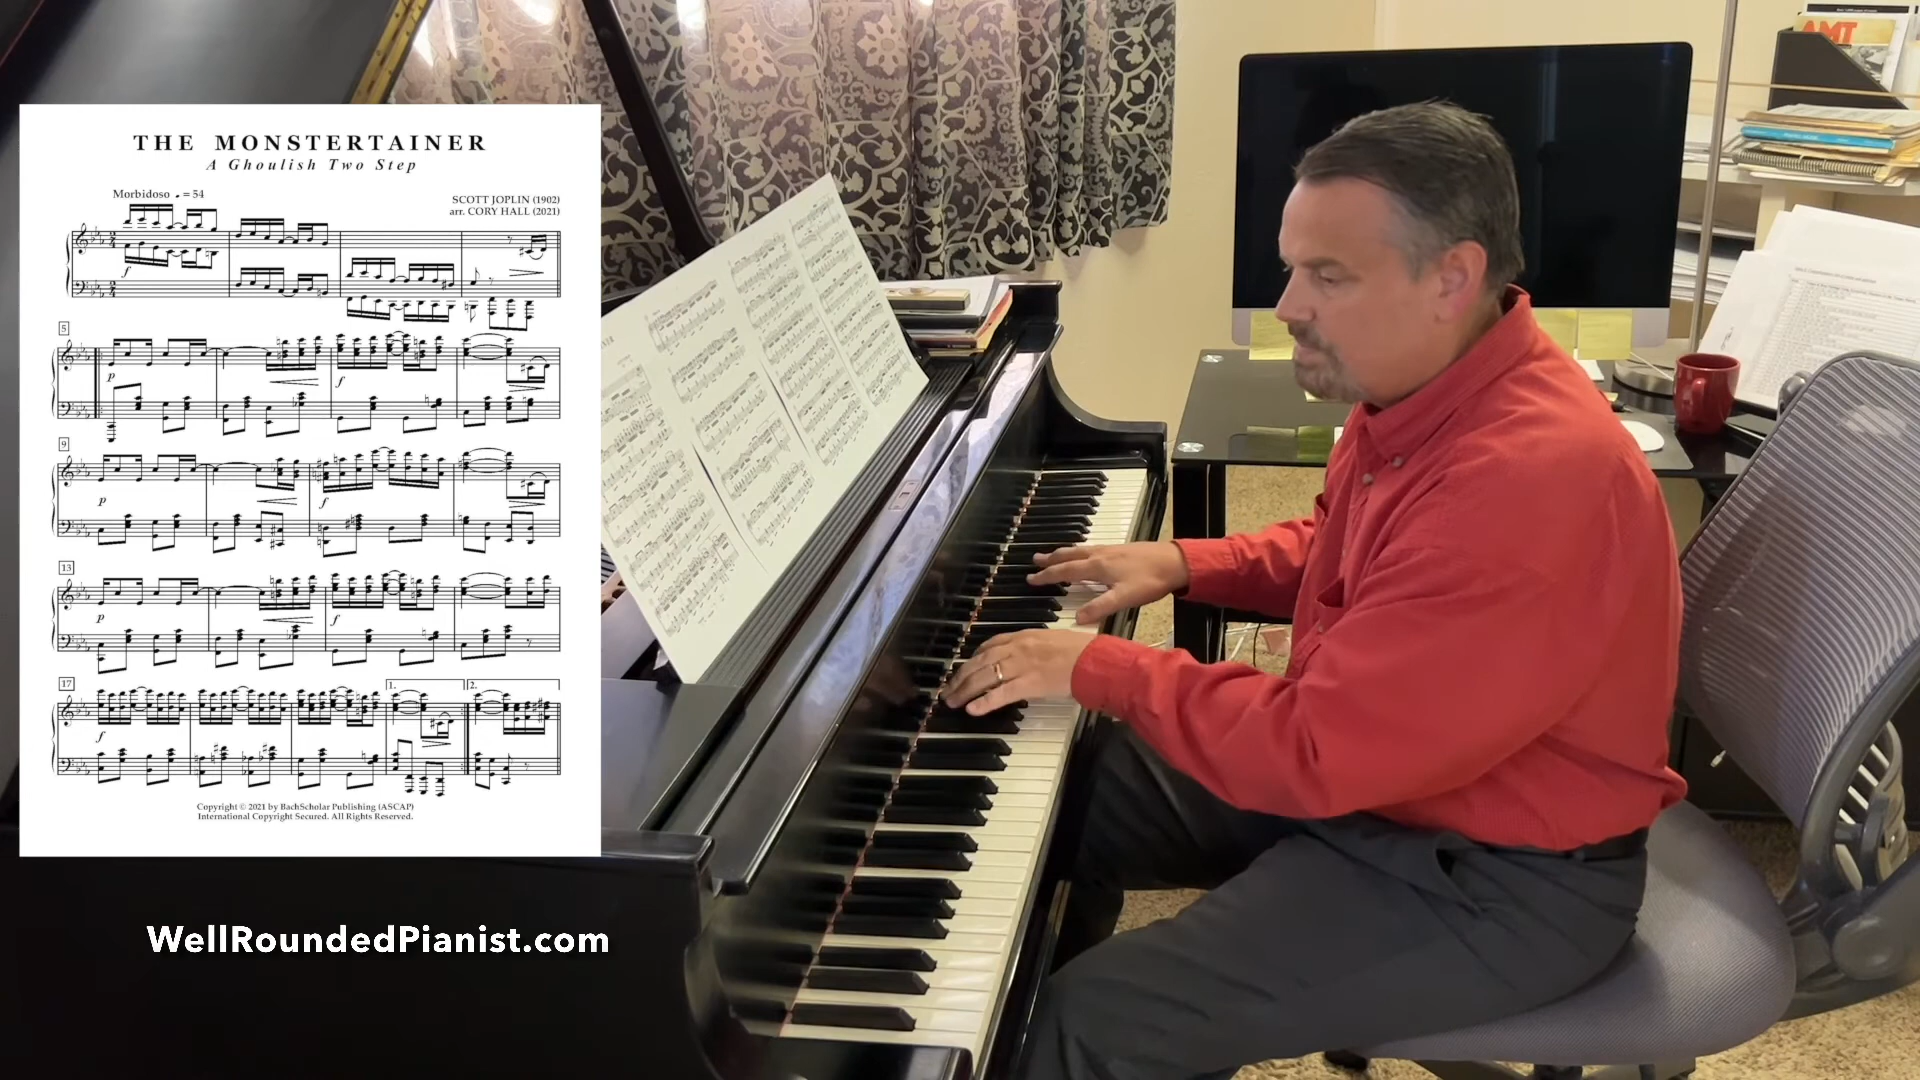 THE MONSTERTAINER
A Ghoulish Two Step
Morbidoso ♩. = 54
SCOTT JOPLIN (1902)
arr. CORY HALL (2021)
f
5
p
f
9
p
f
13
p
f
17
1.
2.
f
Copyright © 2021 by BachScholar Publishing (ASCAP)
International Copyright Secured. All Rights Reserved.
WellRoundedPianist.com
AMT